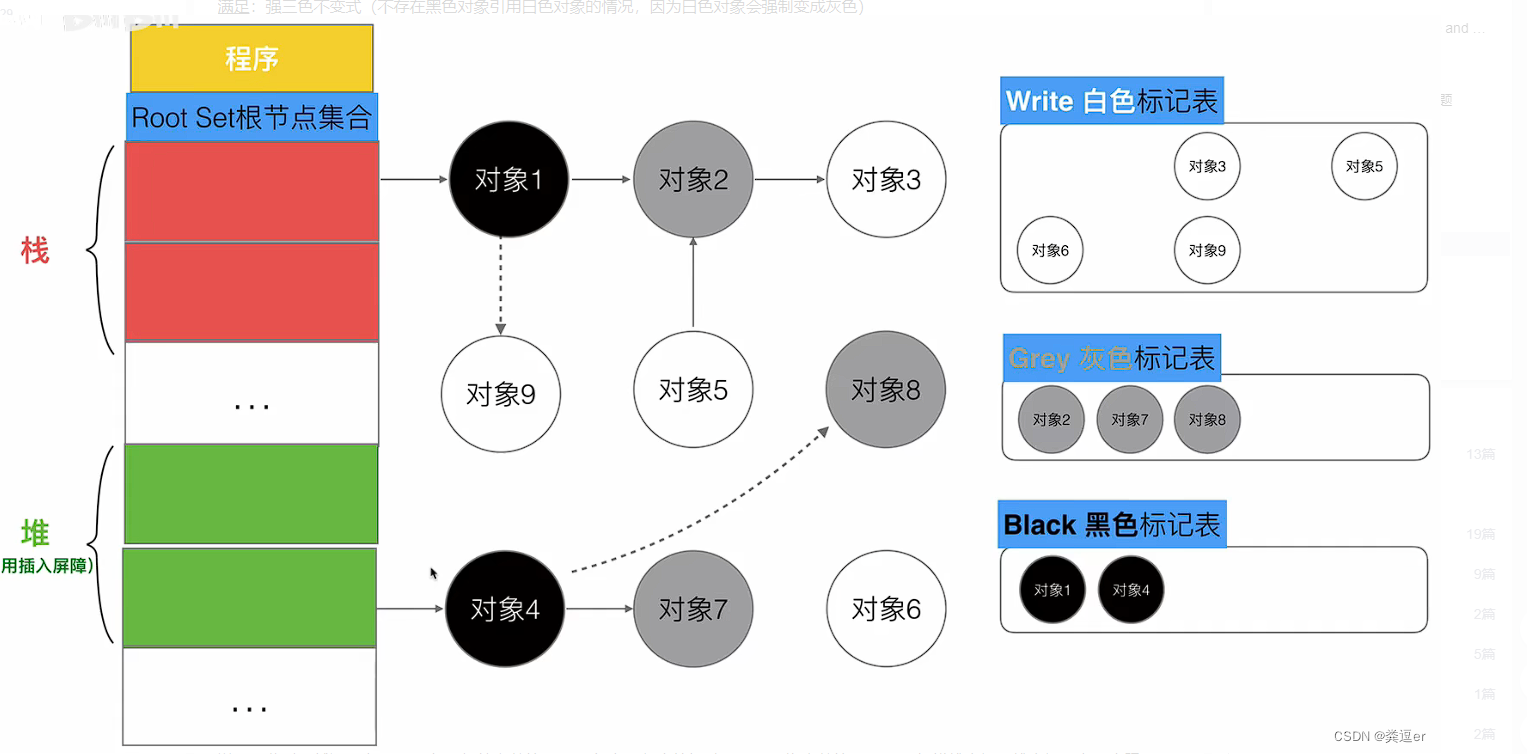 满足：强三色不变式（不存在黑色对象引用白色对象的情况，因为白色对象会强制变成灰色）
程序
Root Set根节点集合
栈
...
堆
用插入屏障）
...
对象1
对象2
对象3
对象9
对象5
对象8
对象4
对象7
对象6
Write 白色标记表
对象3
对象5
对象6
对象9
Grey 灰色标记表
对象2
对象7
对象8
Black 黑色标记表
对象1
对象4
and ...
题
13篇
19篇
9篇
2篇
5篇
1篇
2篇
CSDN @粪逗er